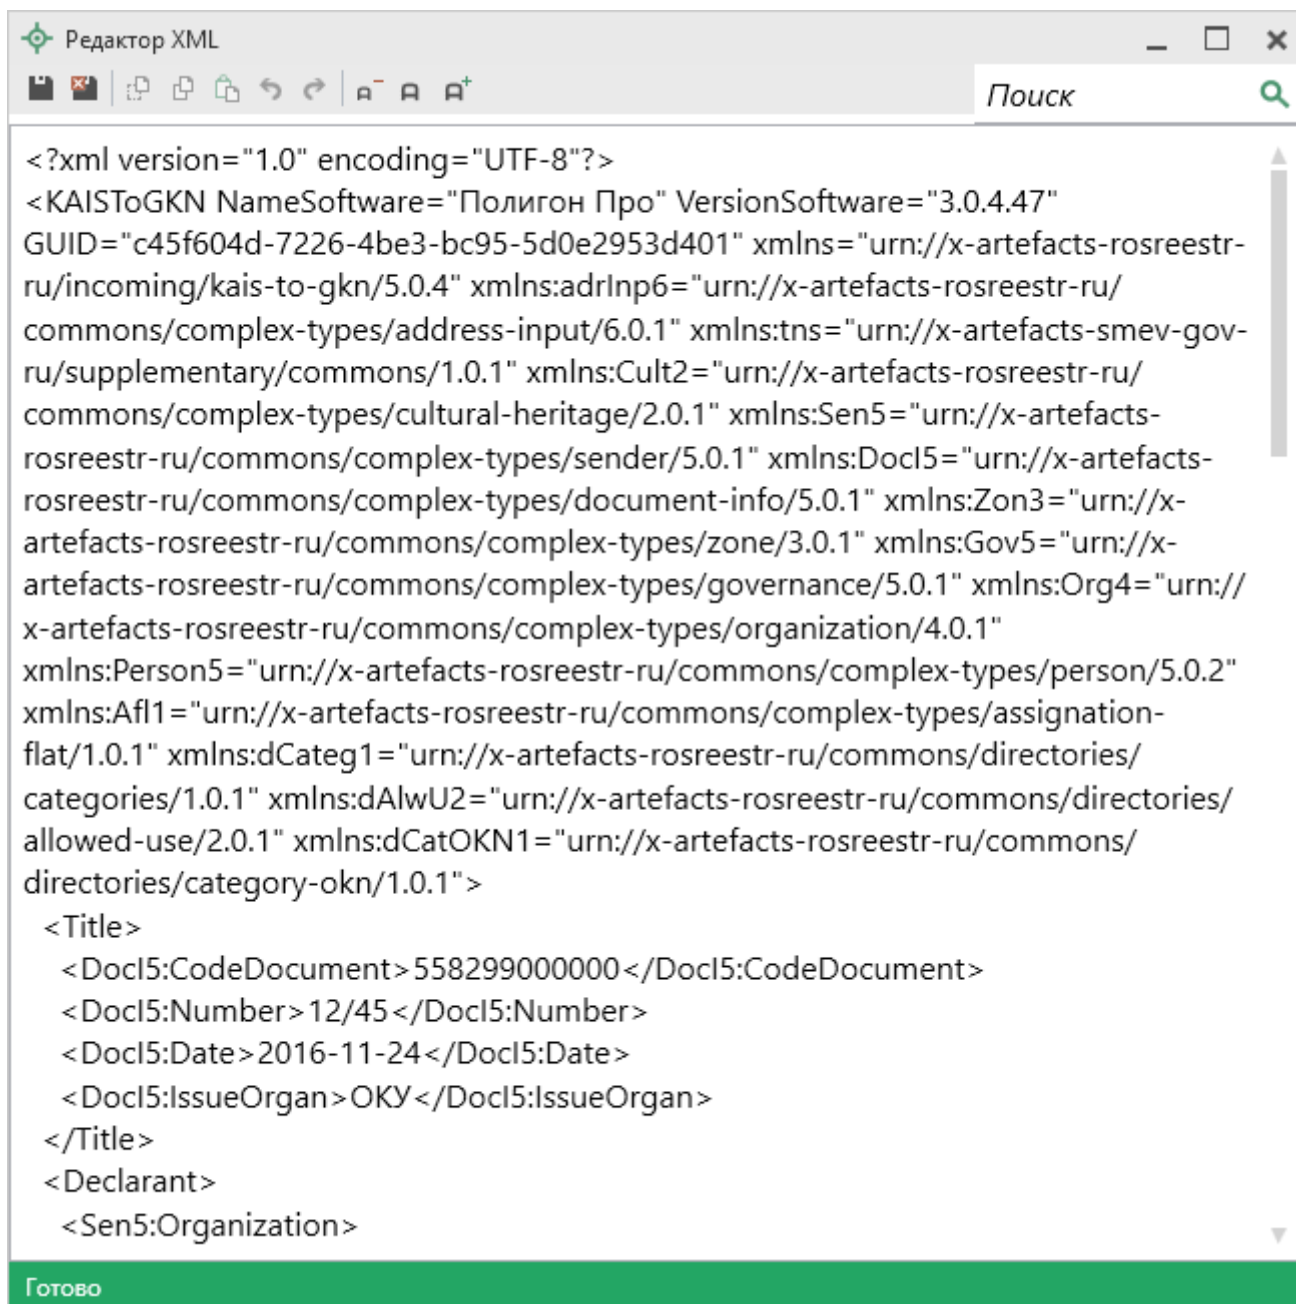 Редактор XML
Поиск
<?xml version="1.0" encoding="UTF-8"?>
<KAISToGKN NameSoftware="Полигон Про" VersionSoftware="3.0.4.47"
GUID="c45f604d-7226-4be3-bc95-5d0e2953d401" xmlns="urn://x-artefacts-rosreestr-
ru/incoming/kais-to-gkn/5.0.4" xmlns:adrInp6="urn://x-artefacts-rosreestr-ru/
commons/complex-types/address-input/6.0.1" xmlns:tns="urn://x-artefacts-smev-gov-
ru/supplementary/commons/1.0.1" xmlns:Cult2="urn://x-artefacts-rosreestr-ru/
commons/complex-types/cultural-heritage/2.0.1" xmlns:Sen5="urn://x-artefacts-
rosreestr-ru/commons/complex-types/sender/5.0.1" xmlns:DocI5="urn://x-artefacts-
rosreestr-ru/commons/complex-types/document-info/5.0.1" xmlns:Zon3="urn://x-
artefacts-rosreestr-ru/commons/complex-types/zone/3.0.1" xmlns:Gov5="urn://x-
artefacts-rosreestr-ru/commons/complex-types/governance/5.0.1" xmlns:Org4="urn://
x-artefacts-rosreestr-ru/commons/complex-types/organization/4.0.1"
xmlns:Person5="urn://x-artefacts-rosreestr-ru/commons/complex-types/person/5.0.2"
xmlns:Afl1="urn://x-artefacts-rosreestr-ru/commons/complex-types/assignation-
flat/1.0.1" xmlns:dCateg1="urn://x-artefacts-rosreestr-ru/commons/directories/
categories/1.0.1" xmlns:dAlwU2="urn://x-artefacts-rosreestr-ru/commons/directories/
allowed-use/2.0.1" xmlns:dCatOKN1="urn://x-artefacts-rosreestr-ru/commons/
directories/category-okn/1.0.1">
<Title>
<DocI5:CodeDocument>558299000000</DocI5:CodeDocument>
<DocI5:Number>12/45</DocI5:Number>
<DocI5:Date>2016-11-24</DocI5:Date>
<DocI5:IssueOrgan>ОКУ</DocI5:IssueOrgan>
</Title>
<Declarant>
<Sen5:Organization>
Готово